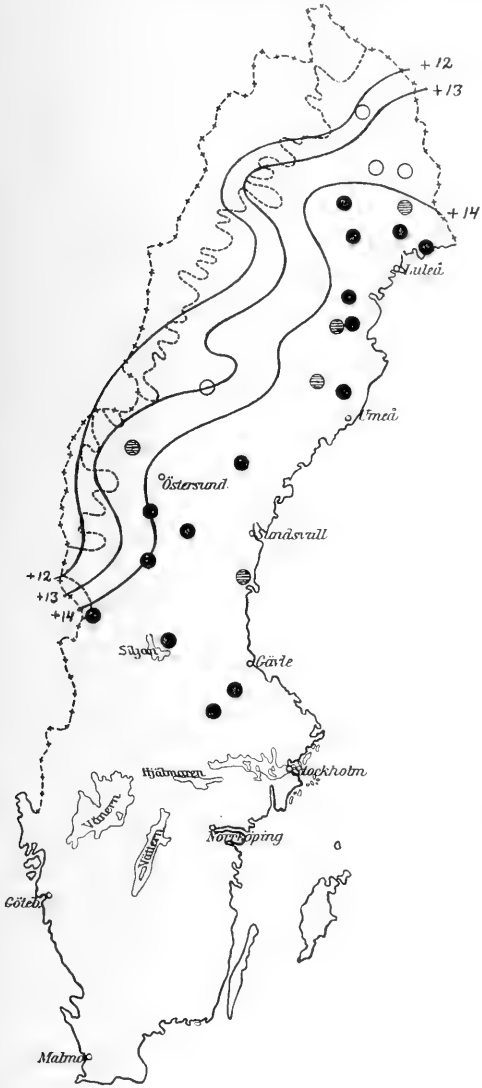 +12
+13
+14
Luleå
Umeå
Östersund.
Sundsvall
+12
+13
+14
Siljan
Gävle
Hjälmaren
Stockholm
Vänern
Norrköping
Vättern
Göteb.
Malmö